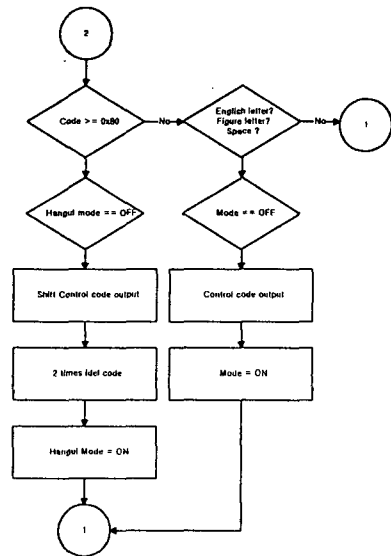 2
Code >= 0x80
No
English letter?
Figure letter?
Space ?
No
1
Hangul mode == OFF
Mode == OFF
Shift Control code output
Control code output
2 times Idel code
Mode = ON
Hangul Mode = ON
1